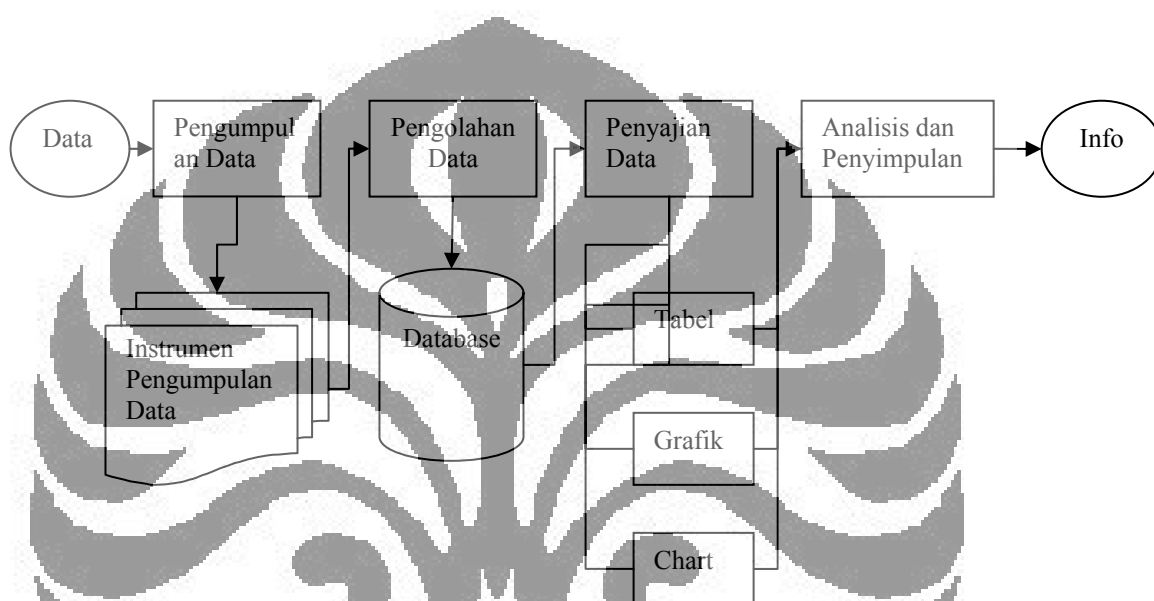 Data
Pengumpul
an Data
Pengolahan
Data
Penyajian
Data
Analisis dan
Penyimpulan
Info
Instrumen
Pengumpulan
Data
Database
Tabel
Grafik
Chart